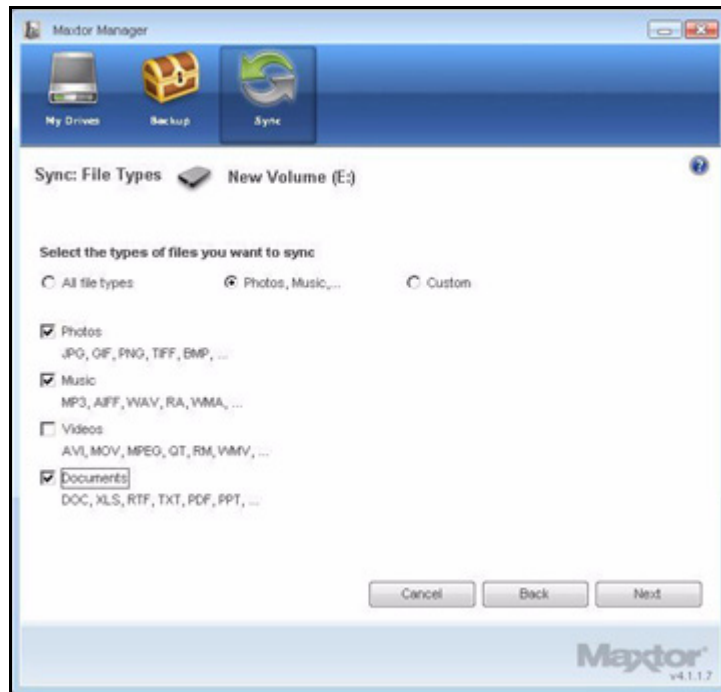 Maxtor Manager
My Drives Backup Sync
Sync: File Types New Volume (E:)
Select the types of files you want to sync
All file types Photos, Music,... Custom
Photos
JPG, GIF, PNG, TIFF, BMP, ...
Music
MP3, AIFF, WAV, RA, WMA, ...
Videos
AVI, MOV, MPEG, QT, RM, WMV, ...
Documents
DOC, XLS, RTF, TXT, PDF, PPT, ...
Cancel Back Next
Maxtor
v4.1.1.7